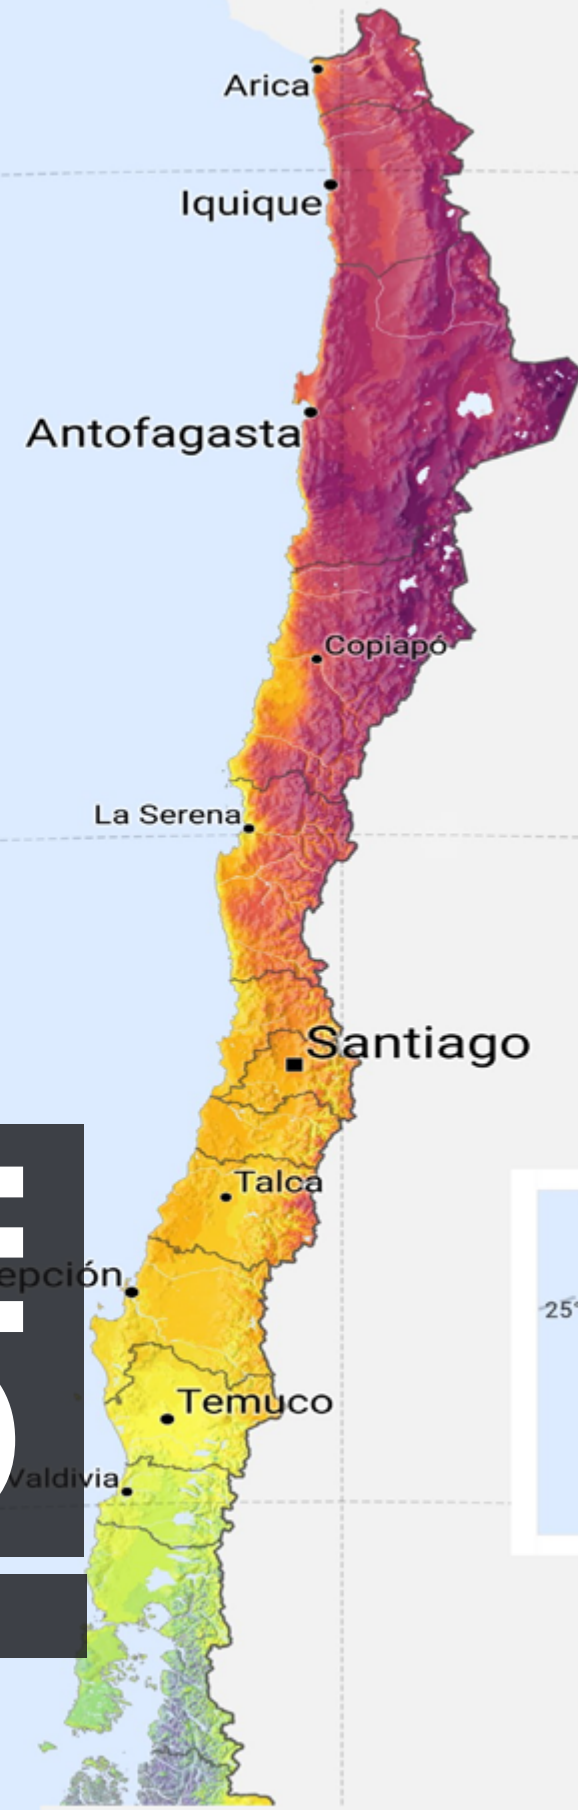 Arica
Iquique
Antofagasta
Copiapó
La Serena
Santiago
Talca
epción
25°
Temuco
Valdivia